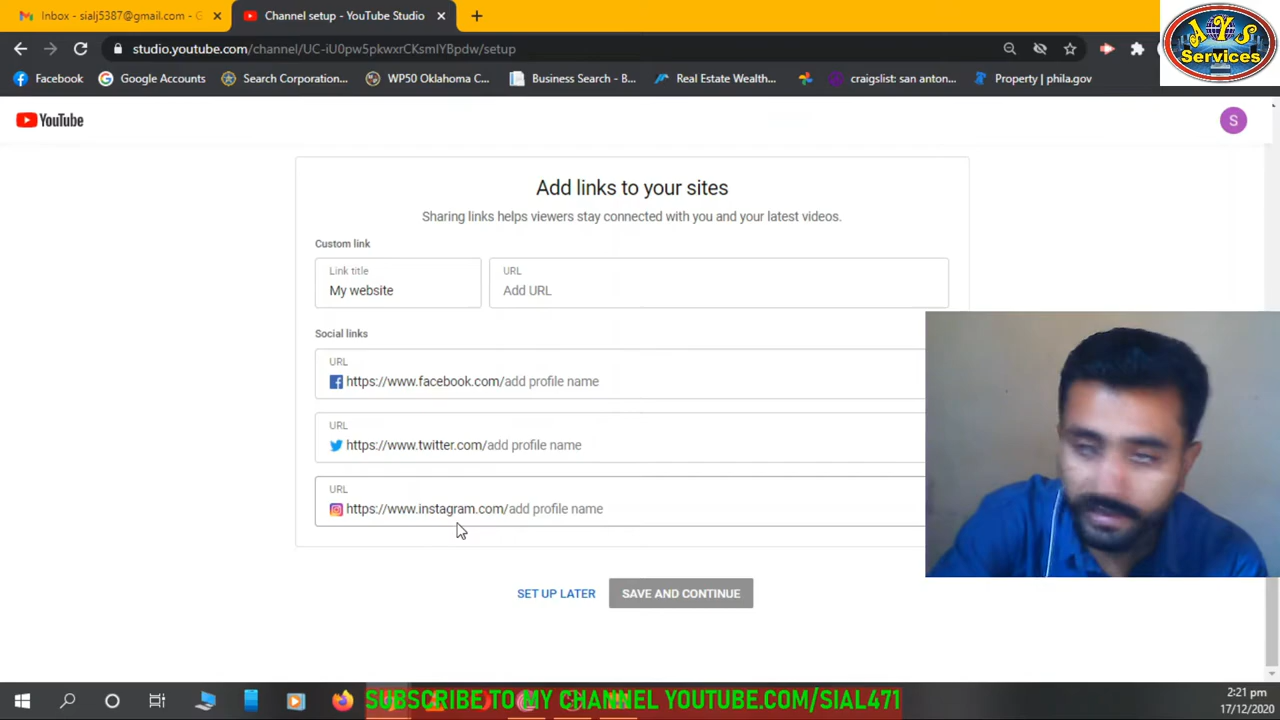 Inbox - sialj5387@gmail.com - G
Channel setup - YouTube Studio
studio.youtube.com/channel/UC-iU0pw5pkwxrCKsmIYBpdw/setup
AYS
Services
Facebook
Google Accounts
Search Corporation...
WP50 Oklahoma C...
Business Search - B...
Real Estate Wealth...
craigslist: san anton...
Property | phila.gov
YouTube
S
Add links to your sites
Sharing links helps viewers stay connected with you and your latest videos.
Custom link
Link title
My website
URL
Add URL
Social links
URL
https://www.facebook.com/add profile name
URL
https://www.twitter.com/add profile name
URL
https://www.instagram.com/add profile name
SET UP LATER
SAVE AND CONTINUE
SUBSCRIBE TO MY CHANNEL YOUTUBE.COM/SIAL471
2:21 pm
17/12/2020